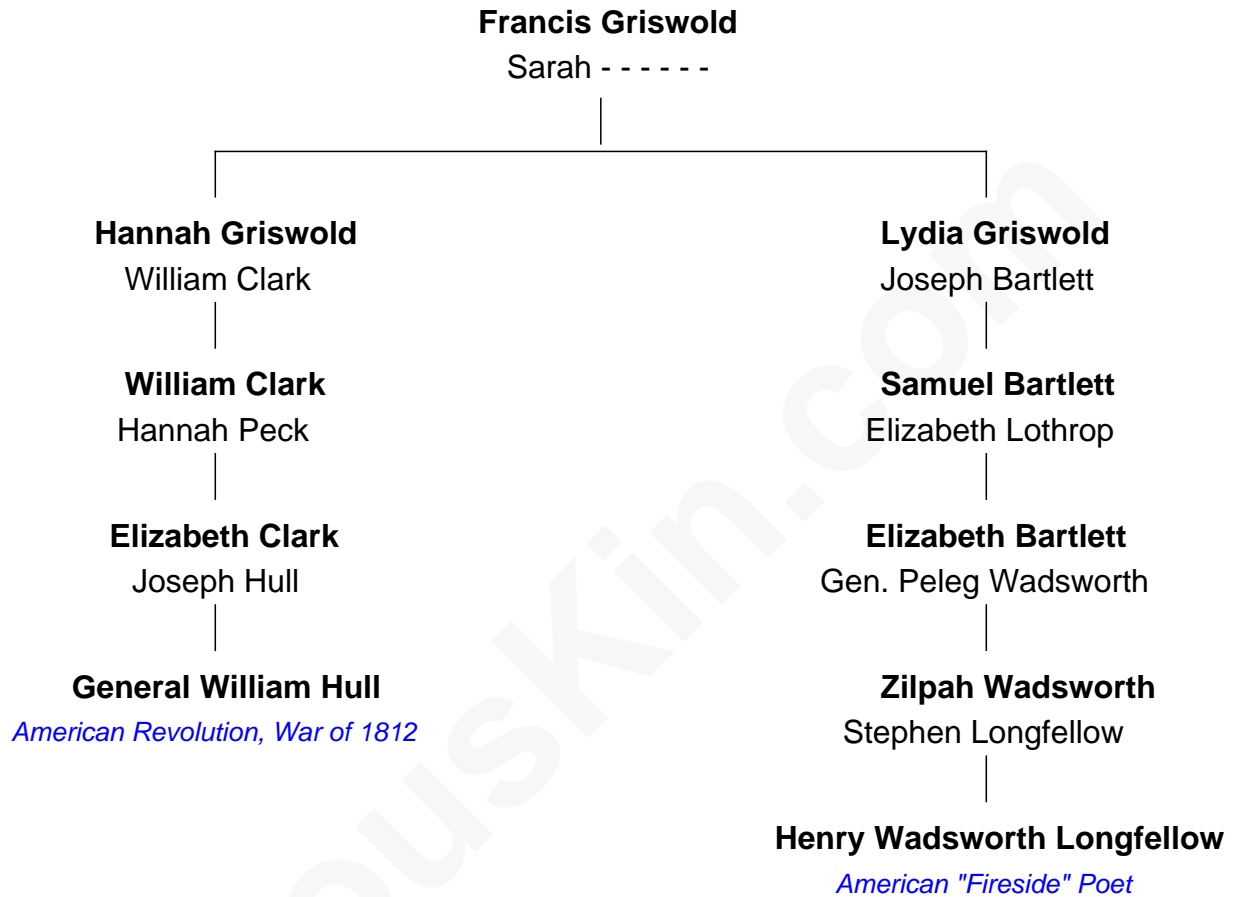 Francis Griswold
Sarah - - - - - -
Hannah Griswold
William Clark
Lydia Griswold
Joseph Bartlett
William Clark
Hannah Peck
Samuel Bartlett
Elizabeth Lothrop
Elizabeth Clark
Joseph Hull
Elizabeth Bartlett
Gen. Peleg Wadsworth
General William Hull
American Revolution, War of 1812
Zilpah Wadsworth
Stephen Longfellow
Henry Wadsworth Longfellow
American "Fireside" Poet
ousKin.com